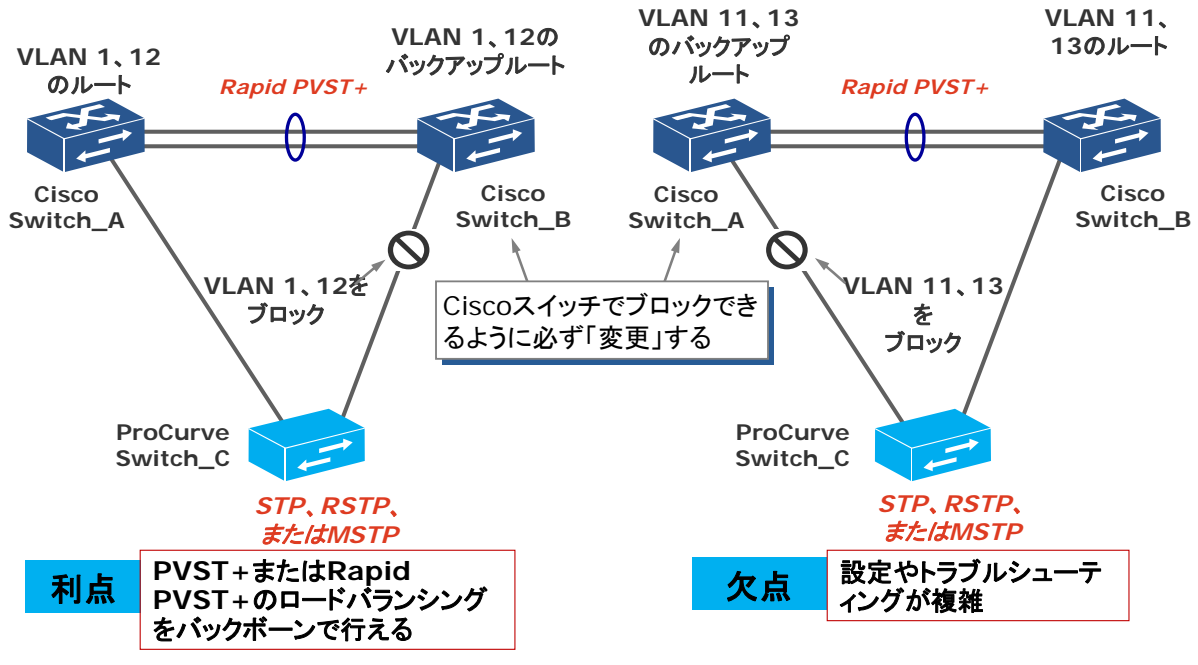 VLAN 1、12
のルート
VLAN 1、12の
バックアップルート
Rapid PVST+
Cisco
Switch_A
Cisco
Switch_B
VLAN 1、12を
ブロック
ProCurve
Switch_C
STP、RSTP、
またはMSTP
利点
PVST+またはRapid
PVST+のロードバランシング
をバックボーンで行える
Ciscoスイッチでブロックでき
るように必ず「変更」する
VLAN 11、13
のバックアップ
ルート
VLAN 11、
13のルート
Rapid PVST+
Cisco
Switch_A
Cisco
Switch_B
VLAN 11、13
を
ブロック
ProCurve
Switch_C
STP、RSTP、
またはMSTP
欠点
設定やトラブルシューテ
ィングが複雑